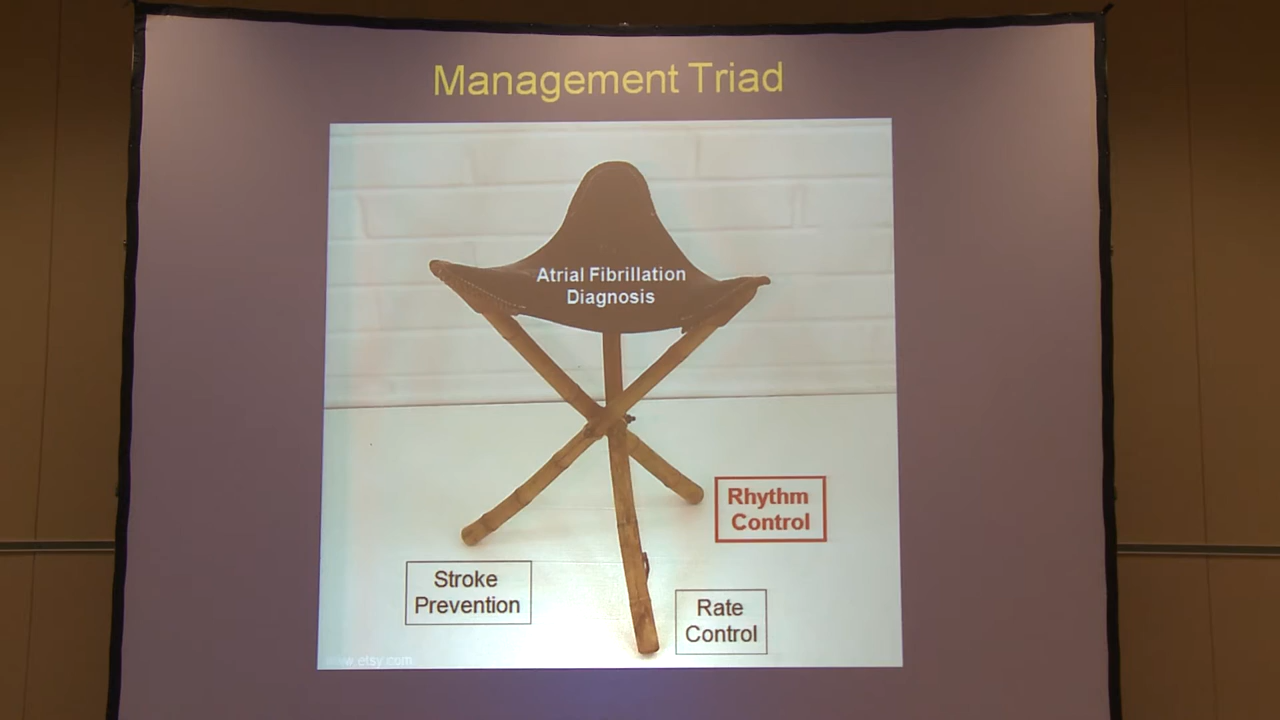 Management Triad
Atrial Fibrillation
Diagnosis
Rhythm
Control
Stroke
Prevention
Rate
Control
www.etsy.com